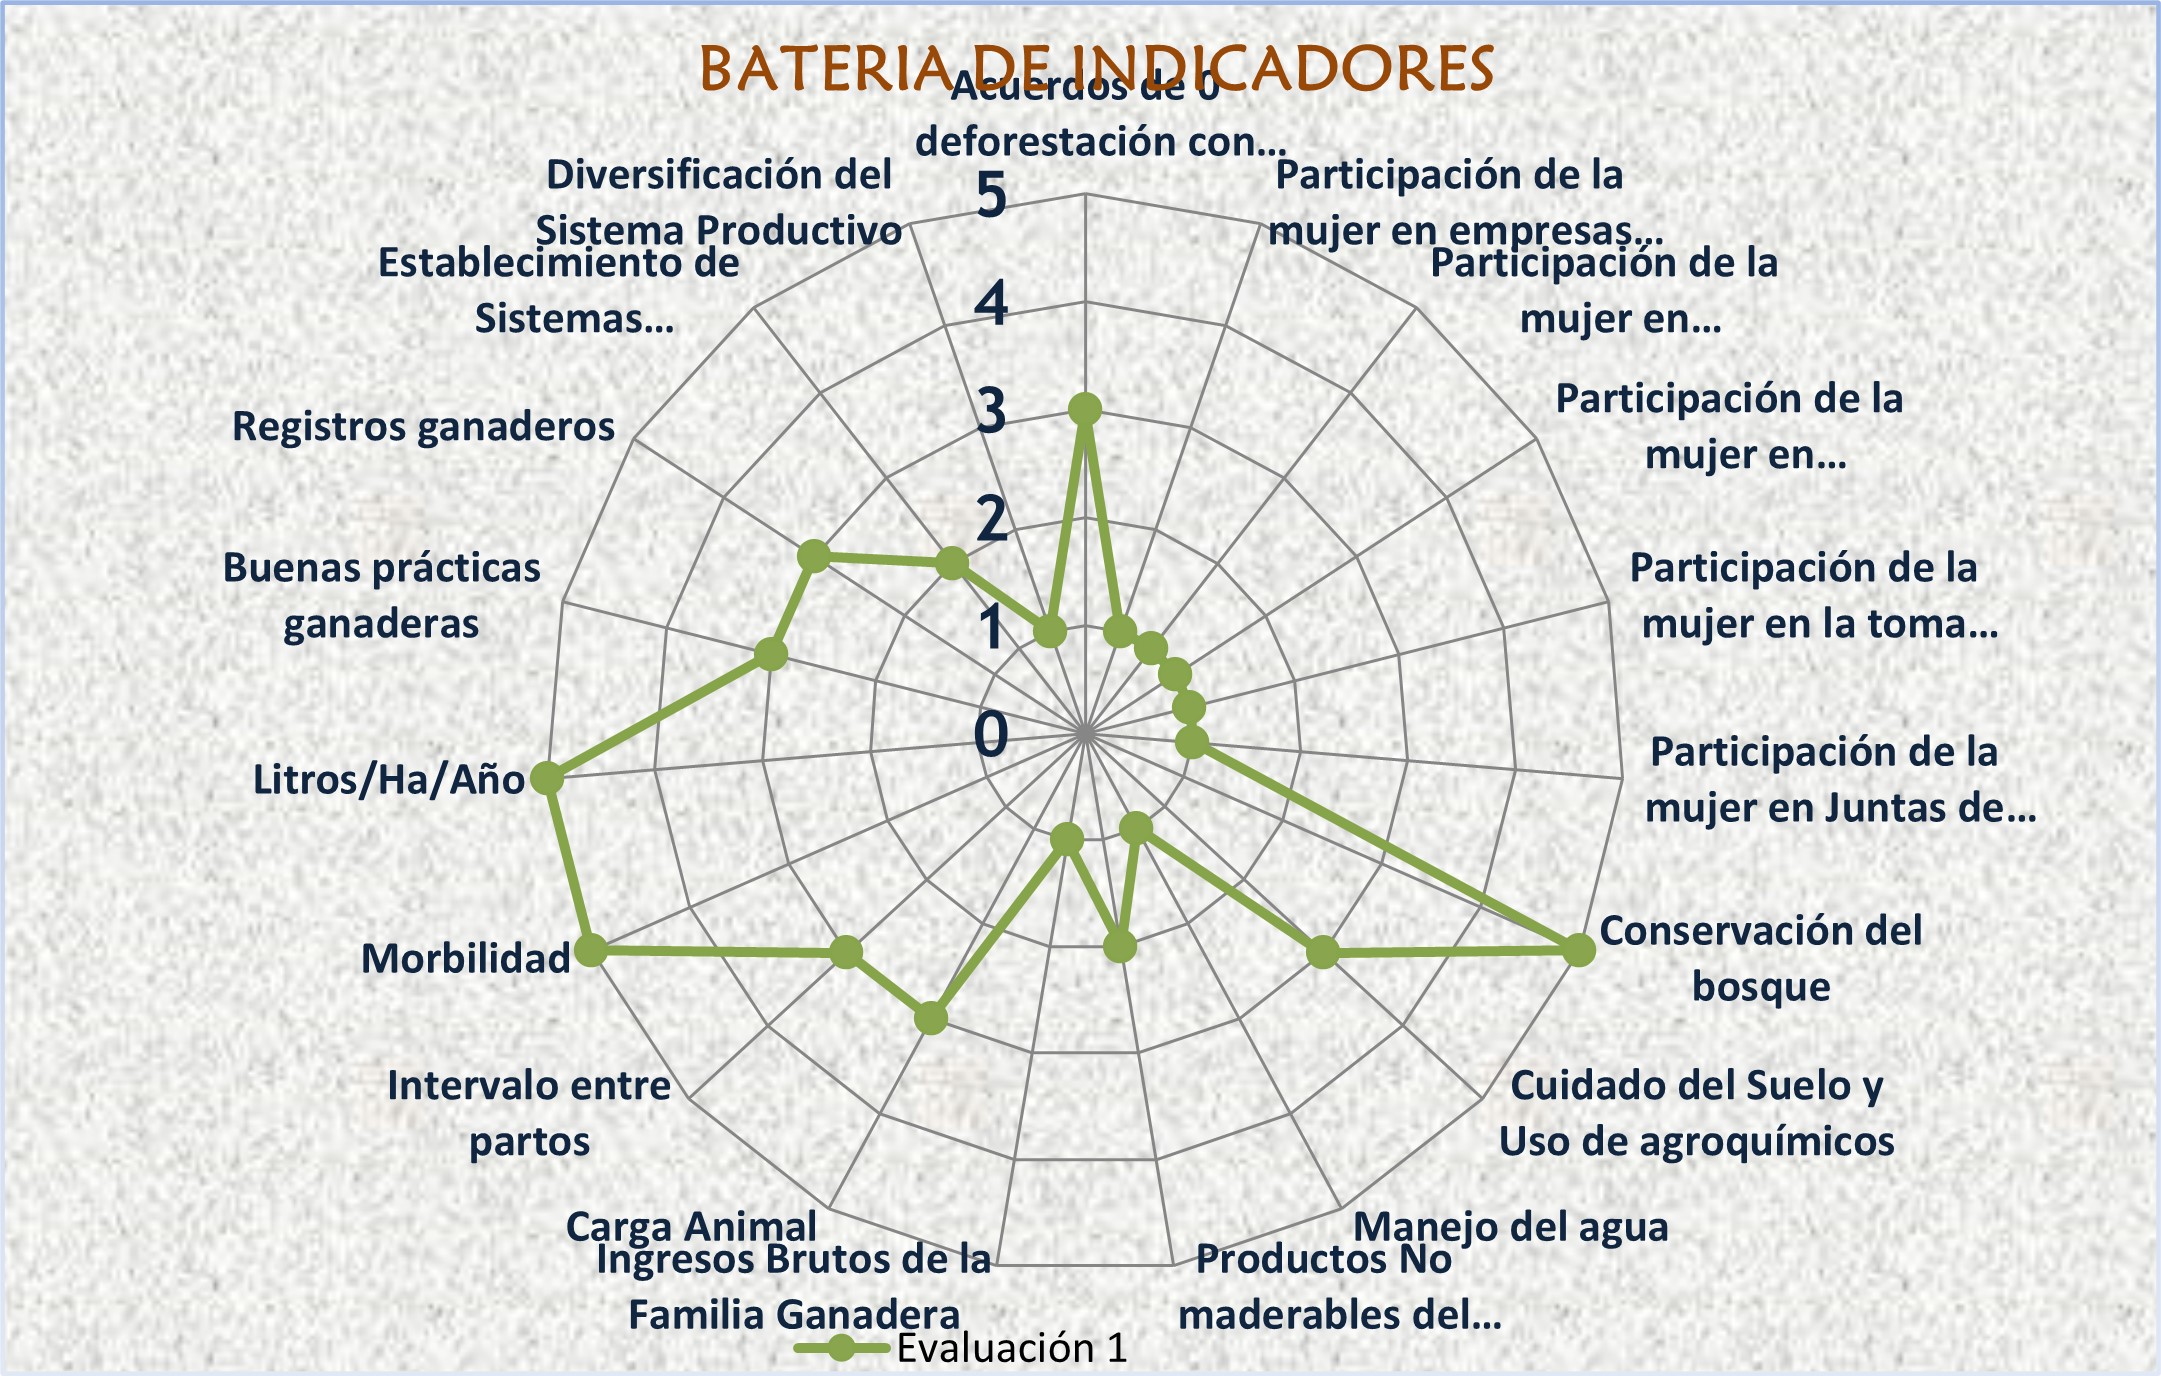 BATERIA DE INDICADORES
Acuerdos de 0
deforestación con...
Participación de la
mujer en empresas...
Participación de la
mujer en...
Participación de la
mujer en...
Participación de la
mujer en la toma...
Participación de la
mujer en Juntas de...
Conservación del
bosque
Cuidado del Suelo y
Uso de agroquímicos
Manejo del agua
Productos No
maderables del...
Ingresos Brutos de la
Familia Ganadera
Carga Animal
Intervalo entre
partos
Morbilidad
Litros/Ha/Año
Buenas prácticas
ganaderas
Registros ganaderos
Establecimiento de
Sistemas...
Diversificación del
Sistema Productivo
5
4
3
2
1
0
Evaluación 1